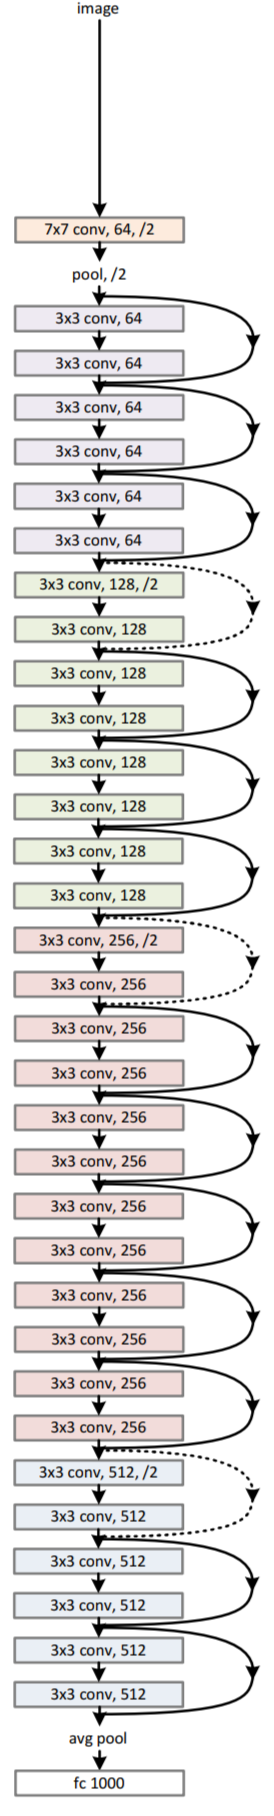 image
7x7 conv, 64, /2
pool, /2
3x3 conv, 64
3x3 conv, 64
3x3 conv, 64
3x3 conv, 64
3x3 conv, 64
3x3 conv, 64
3x3 conv, 128, /2
3x3 conv, 128
3x3 conv, 128
3x3 conv, 128
3x3 conv, 128
3x3 conv, 128
3x3 conv, 128
3x3 conv, 128
3x3 conv, 256, /2
3x3 conv, 256
3x3 conv, 256
3x3 conv, 256
3x3 conv, 256
3x3 conv, 256
3x3 conv, 256
3x3 conv, 256
3x3 conv, 256
3x3 conv, 256
3x3 conv, 256
3x3 conv, 256
3x3 conv, 512, /2
3x3 conv, 512
3x3 conv, 512
3x3 conv, 512
3x3 conv, 512
3x3 conv, 512
avg pool
fc 1000